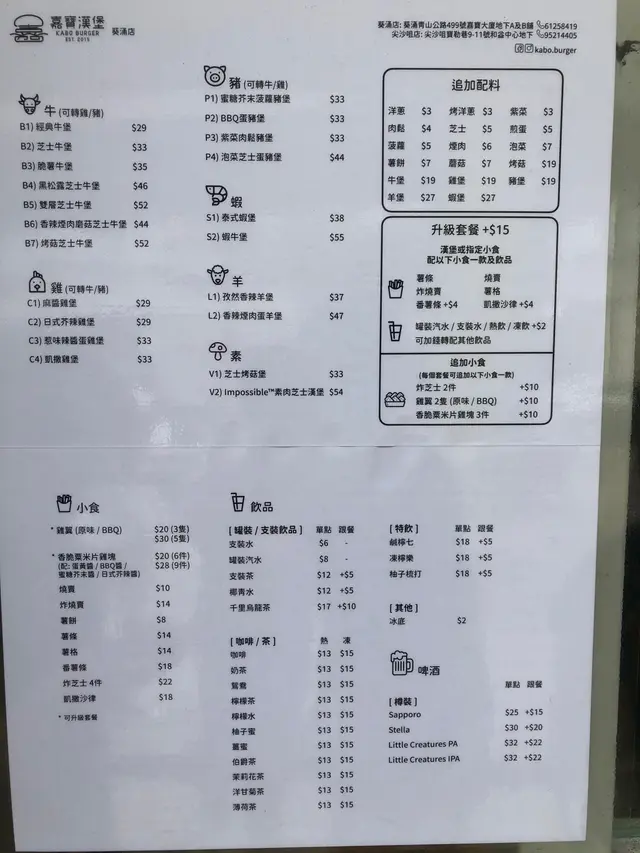 嘉寶漢堡
KABO BURGER
EST. 2015
葵涌店
葵涌店: 葵涌青山公路499號嘉寶大廈地下A及B舖 61258419
尖沙咀店: 尖沙咀寶勒巷9-11號和益中心地下 95214405
kabo.burger
牛 (可轉雞/豬)
B1) 經典牛堡 $29
B2) 芝士牛堡 $33
B3) 脆薯牛堡 $35
B4) 黑松露芝士牛堡 $46
B5) 雙層芝士牛堡 $52
B6) 香辣煙肉磨菇芝士牛堡 $44
B7) 烤菇芝士牛堡 $52
雞 (可轉牛/豬)
C1) 麻醬雞堡 $29
C2) 日式芥辣雞堡 $29
C3) 惹味辣醬蛋雞堡 $33
C4) 凱撒雞堡 $33
豬 (可轉牛/雞)
P1) 蜜糖芥末菠蘿豬堡 $33
P2) BBQ蛋豬堡 $33
P3) 紫菜肉鬆豬堡 $33
P4) 泡菜芝士蛋豬堡 $44
蝦
S1) 泰式蝦堡 $38
S2) 蝦牛堡 $55
羊
L1) 孜然香辣羊堡 $37
L2) 香辣煙肉蛋羊堡 $47
素
V1) 芝士烤菇堡 $33
V2) Impossible™素肉芝士漢堡 $54
追加配料
洋蔥 $3 烤洋蔥 $3 紫菜 $3
肉鬆 $4 芝士 $5 煎蛋 $5
菠蘿 $5 煙肉 $6 泡菜 $7
薯餅 $7 蘑菇 $7 烤菇 $19
牛堡 $19 雞堡 $19 豬堡 $19
羊堡 $27 蝦堡 $27
升級套餐 +$15
漢堡或指定小食
配以下小食一款及飲品
薯條 燒賣
炸燒賣 薯格
番薯條 +$4 凱撒沙律 +$4
罐裝汽水 / 支裝水 / 熱飲 / 凍飲 +$2
可加錢轉配其他飲品
追加小食
(每個套餐可追加以下小食一款)
炸芝士 2件 +$10
雞翼 2隻 (原味 / BBQ) +$10
香脆粟米片雞塊 3件 +$10
小食
* 雞翼 (原味 / BBQ) $20 (3隻)
$30 (5隻)
* 香脆粟米片雞塊 $20 (6件)
(配: 蛋黃醬 / BBQ醬 / $28 (9件)
蜜糖芥末醬 / 日式芥辣醬)
燒賣 $10
炸燒賣 $14
薯餅 $8
薯條 $14
薯格 $14
番薯條 $18
炸芝士 4件 $22
凱撒沙律 $18
* 可升級套餐
飲品
[ 罐裝 / 支裝飲品 ] 單點 跟餐
支裝水 $6 -
罐裝汽水 $8 -
支裝茶 $12 +$5
椰青水 $12 +$5
千里烏龍茶 $17 +$10
[ 咖啡 / 茶 ] 熱 凍
咖啡 $13 $15
奶茶 $13 $15
鴛鴦 $13 $15
檸檬茶 $13 $15
檸檬水 $13 $15
柚子蜜 $13 $15
薑蜜 $13 $15
伯爵茶 $13 $15
茉莉花茶 $13 $15
洋甘菊茶 $13 $15
薄荷茶 $13 $15
[ 特飲 ] 單點 跟餐
鹹檸七 $18 +$5
凍檸樂 $18 +$5
柚子梳打 $18 +$5
[ 其他 ]
冰底 $2
啤酒
單點 跟餐
[ 樽裝 ]
Sapporo $25 +$15
Stella $30 +$20
Little Creatures PA $32 +$22
Little Creatures IPA $32 +$22